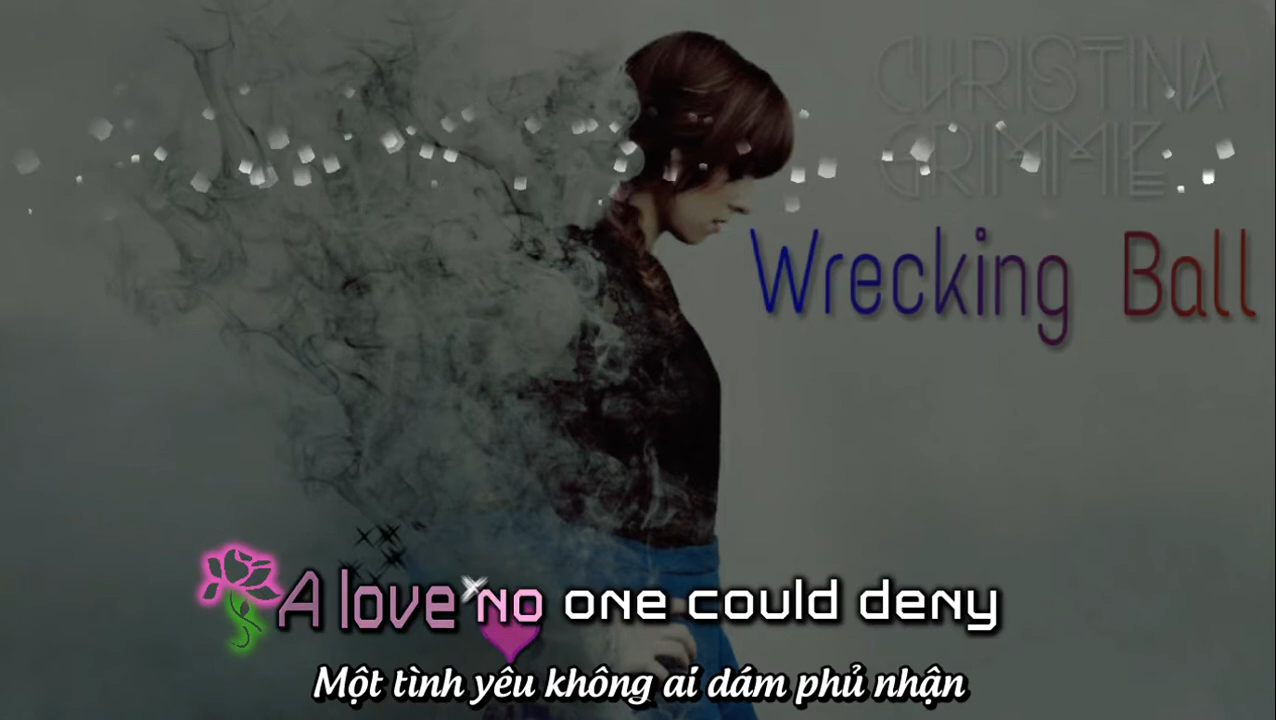 CHRISTINA
GRIMMIE
Wrecking Ball
A love no one could deny
Một tình yêu không ai dám phủ nhận